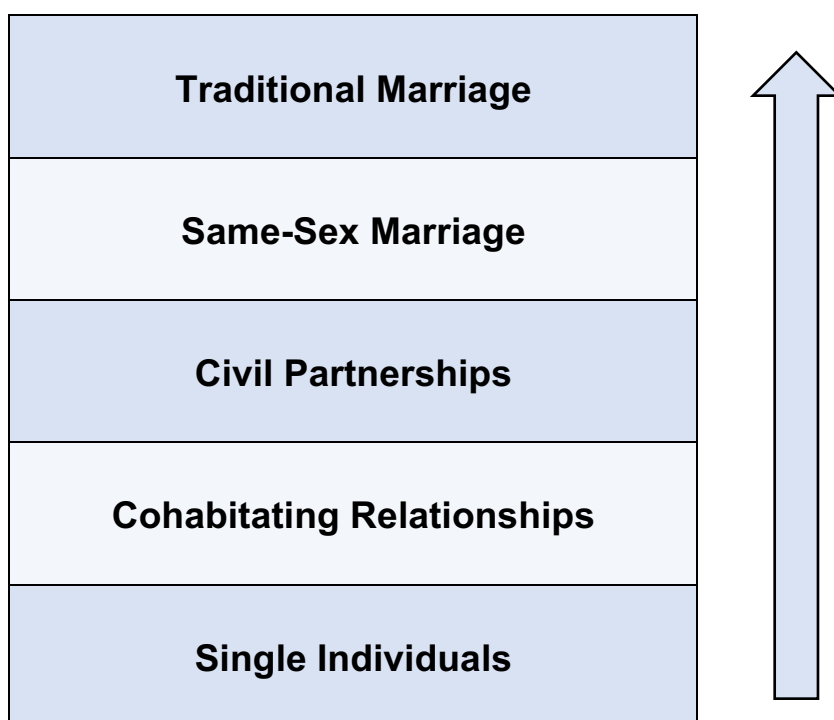 Traditional Marriage
Same-Sex Marriage
Civil Partnerships
Cohabitating Relationships
Single Individuals